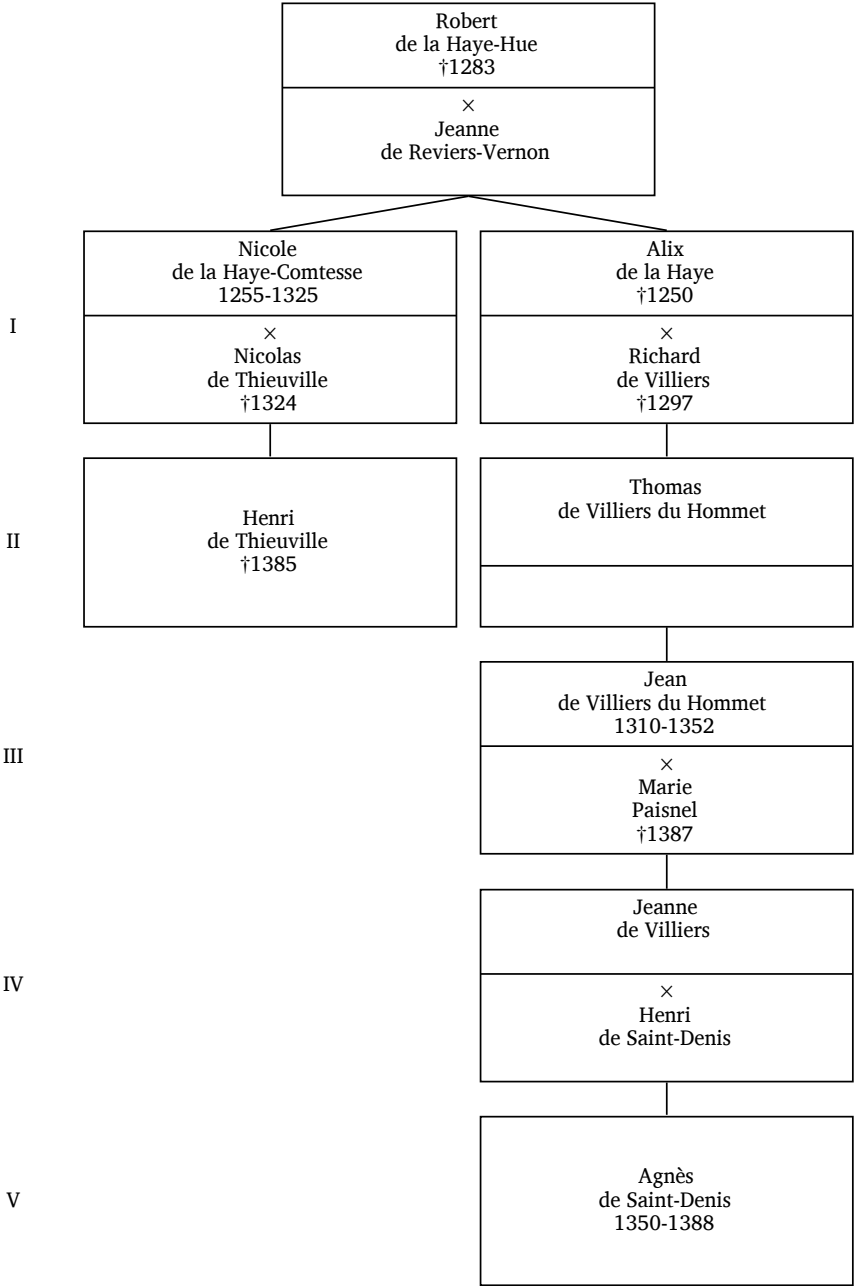 Robert
de la Haye-Hue
†1283
×
Jeanne
de Reviers-Vernon
I
Nicole
de la Haye-Comtesse
1255-1325
×
Nicolas
de Thieuville
†1324
Alix
de la Haye
†1250
×
Richard
de Villiers
†1297
II
Henri
de Thieuville
†1385
Thomas
de Villiers du Hommet
III
Jean
de Villiers du Hommet
1310-1352
×
Marie
Paisnel
†1387
IV
Jeanne
de Villiers
×
Henri
de Saint-Denis
V
Agnès
de Saint-Denis
1350-1388